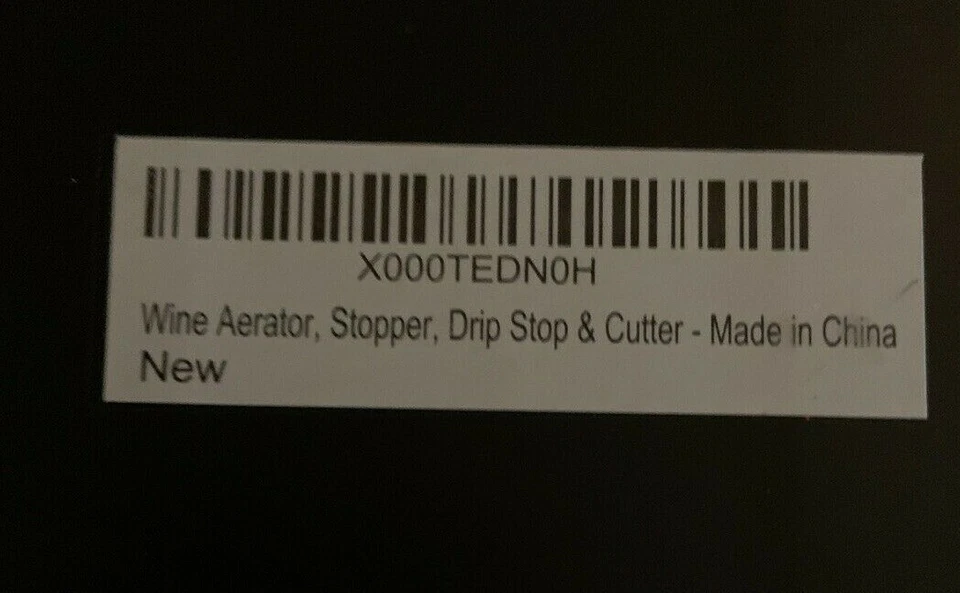 X000TEDN0H
Wine Aerator, Stopper, Drip Stop & Cutter - Made in China
New